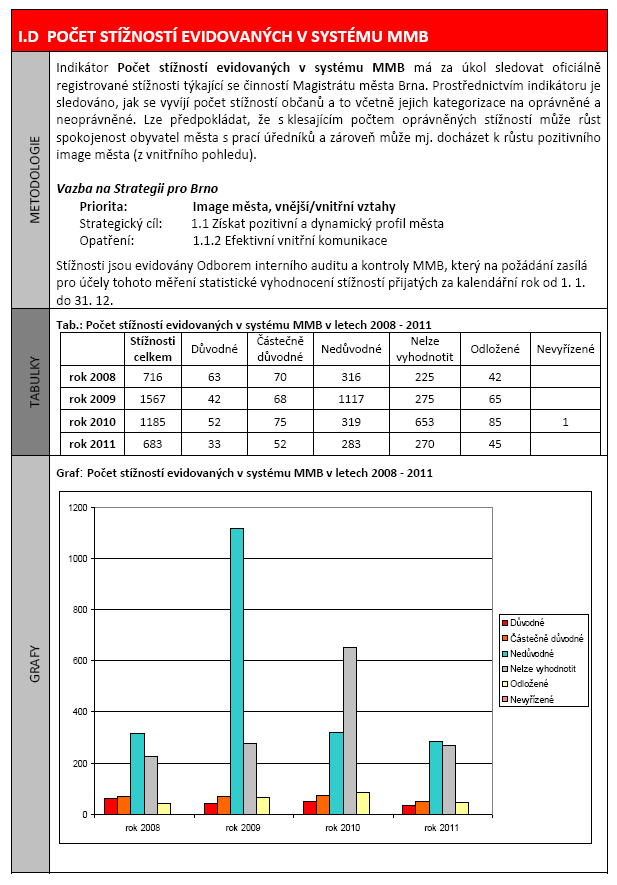 I.D POČET STÍŽNOSTÍ EVIDOVANÝCH V SYSTÉMU MMB
METODOLOGIE
Indikátor Počet stížností evidovaných v systému MMB má za úkol sledovat oficiálně
registrované stížnosti týkající se činností Magistrátu města Brna. Prostřednictvím indikátoru je
sledováno, jak se vyvíjí počet stížností občanů a to včetně jejich kategorizace na oprávněné a
neoprávněné. Lze předpokládat, že s klesajícím počtem oprávněných stížností může růst
spokojenost obyvatel města s prací úředníků a zároveň může mj. docházet k růstu pozitivního
image města (z vnitřního pohledu).
Vazba na Strategii pro Brno
Priorita: Image města, vnější/vnitřní vztahy
Strategický cíl: 1.1 Získat pozitivní a dynamický profil města
Opatření: 1.1.2 Efektivní vnitřní komunikace
Stížnosti jsou evidovány Odborem interního auditu a kontroly MMB, který na požádání zasílá
pro účely tohoto měření statistické vyhodnocení stížností přijatých za kalendářní rok od 1. 1.
do 31. 12.
TABULKY
Tab.: Počet stížností evidovaných v systému MMB v letech 2008 - 2011
Stížnosti celkem Důvodné Částečně důvodné Nedůvodné Nelze vyhodnotit Odložené Nevyřízené
rok 2008 716 63 70 316 225 42
rok 2009 1567 42 68 1117 275 65
rok 2010 1185 52 75 319 653 85 1
rok 2011 683 33 52 283 270 45
GRAFY
Graf: Počet stížností evidovaných v systému MMB v letech 2008 - 2011
1200
1000
800
600
400
200
0
rok 2008 rok 2009 rok 2010 rok 2011
Důvodné
Částečně důvodné
Nedůvodné
Nelze vyhodnotit
Odložené
Nevyřízené